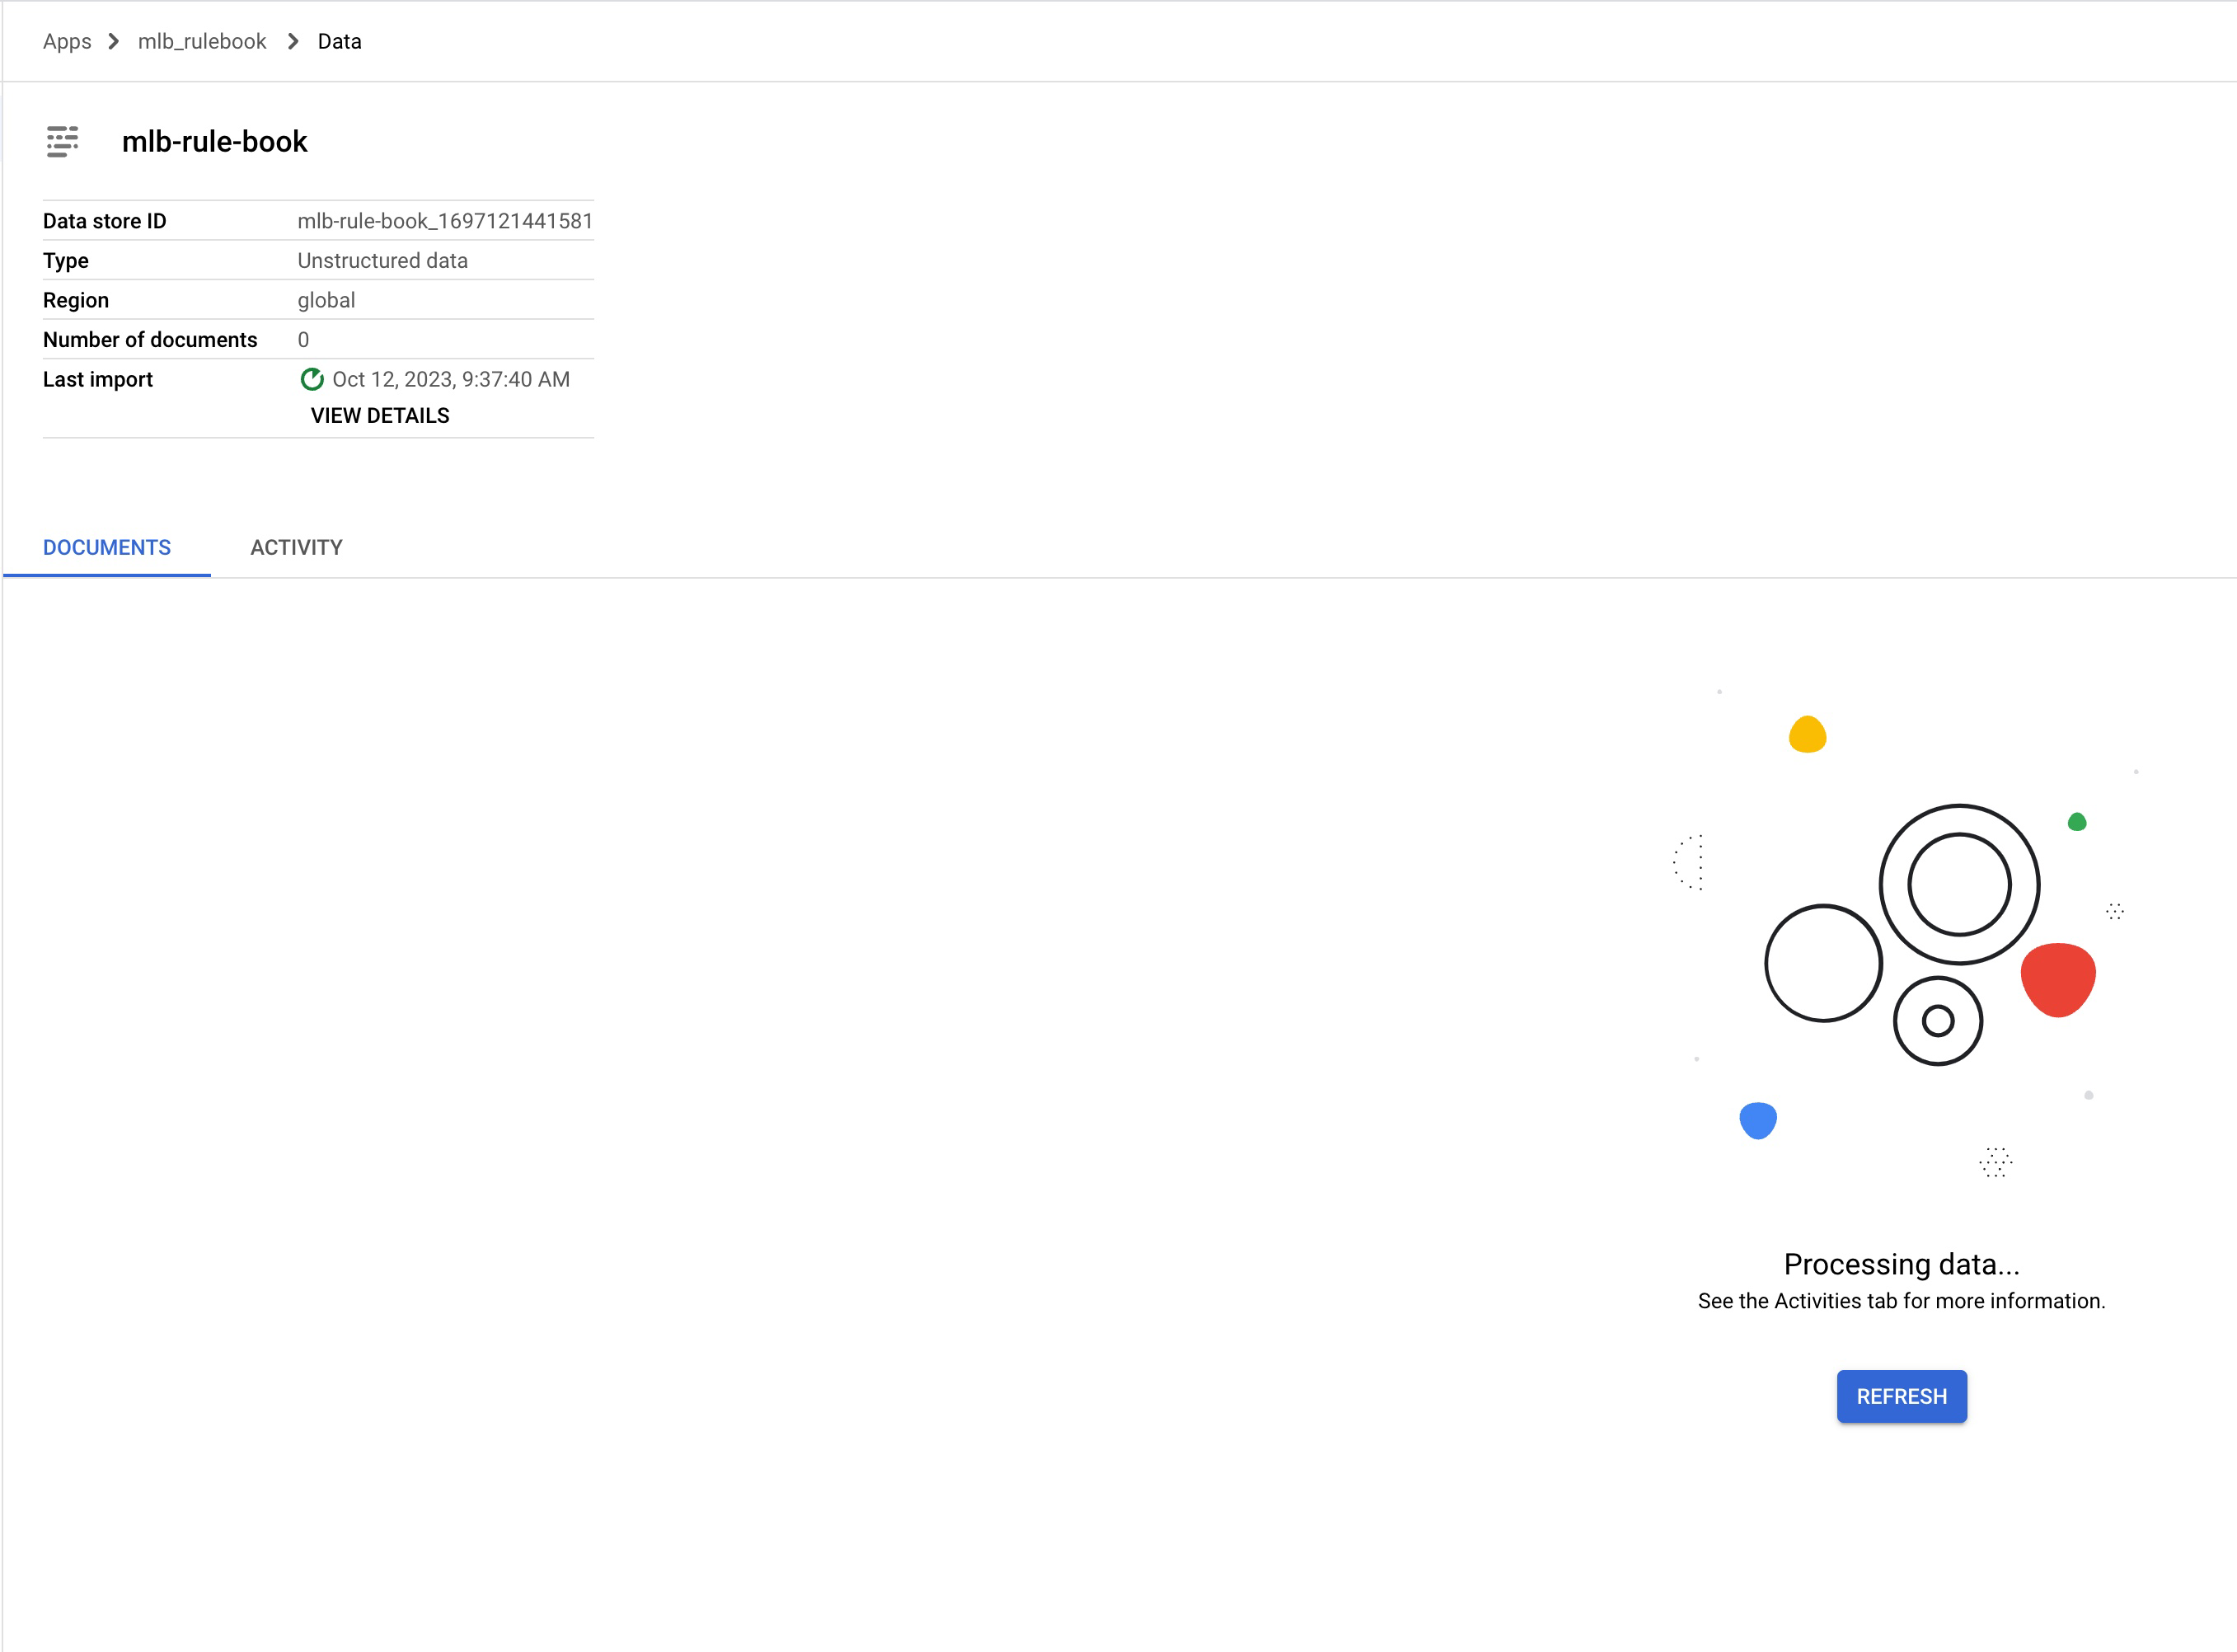 Apps mlb_rulebook Data
mlb-rule-book
Data store ID mlb-rule-book_1697121441581
Type Unstructured data
Region global
Number of documents 0
Last import Oct 12, 2023, 9:37:40 AM
VIEW DETAILS
DOCUMENTS ACTIVITY
Processing data...
See the Activities tab for more information.
REFRESH